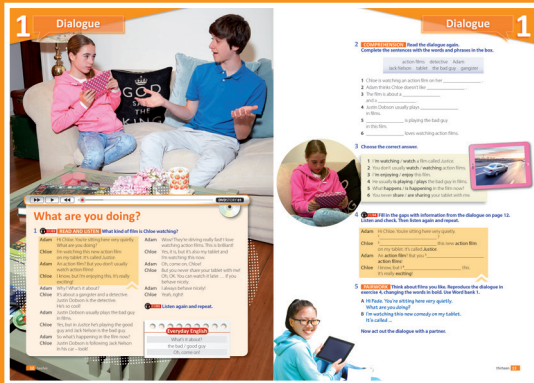 1 Dialogue
GOLD
What are you doing?
1 READ AND LISTEN What kind of film is Chloe watching?
Adam Hi Chloe. You're sitting here very quietly.
What are you doing?
Chloe I'm watching this new action film
on my tablet. It's called Justice.
Adam An action film? But you don't usually
watch action films!
Chloe I know, but I'm enjoying this. It's really
exciting!
Adam Why? What's it about?
Chloe It's about a gangster and a detective.
Justin Dobson is the detective.
He's so cool!
Adam Justin Dobson usually plays the bad guy
in films.
Chloe Yes, but in Justice he's playing the good
guy and Jack Nelson is the bad guy.
Adam So what's happening in the film now?
Chloe Justin Dobson is following Jack Nelson
in his car – look!
Adam Wow! They're driving really fast! I love
watching action films. This is brilliant!
Chloe Yes, it is, but it's also my tablet and
I'm watching this now.
Adam Oh, come on, Chloe!
Chloe But you never share your tablet with me!
Oh OK. You can watch it later … if you
behave nicely.
Adam I always behave nicely!
Chloe Yeah, right!
Listen again and repeat.
Everyday English
What's it about?
the bad / good guy
Oh, come on!
Dialogue 1
2 COMPREHENSION Read the dialogue again.
Complete the sentences with the words and phrases in the box.
action films detective Adam
Jack Nelson tablet the bad guy gangster
1 Chloe is watching an action film on her
2 Adam thinks Chloe doesn't like
3 The film is about a
and a
4 Justin Dobson usually plays
in films.
5 is playing the bad guy
in this film.
6 loves watching action films.
3 Choose the correct answer.
1 I'm watching / watch a film called Justice.
2 You don't usually watch / watching action films.
3 I'm enjoying / enjoy this film.
4 He usually is playing / plays the bad guy in films.
5 What happens / is happening in the film now?
6 You never share / are sharing your tablet with me.
4 Fill in the gaps with information from the dialogue on page 12.
Listen and check. Then listen again and repeat.
Adam Hi Chloe. You're sitting here very quietly.
Chloe this new action film
on my tablet. It's called Justice.
Adam An action film? But you
action films!
Chloe I know, but I this.
It's really exciting!
5 PAIRWORK Think about films you like. Reproduce the dialogue in
exercise 4, changing the words in bold. Use Word bank 1.
A Hi Fade. You're sitting very quietly.
What are you doing?
B I'm watching this new comedy on my tablet.
It's called …
Now act out the dialogue with a partner.